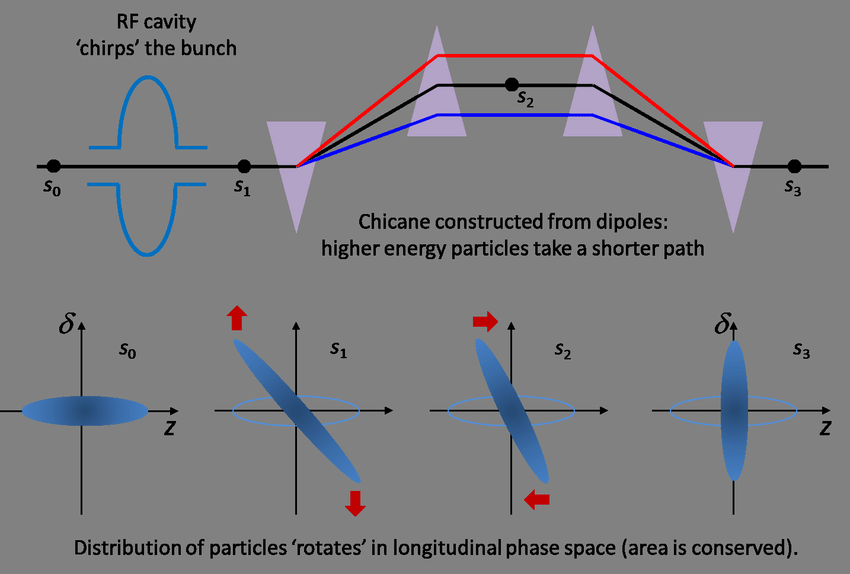 RF cavity
'chirps' the bunch
s2
s0
s1
s3
Chicane constructed from dipoles:
higher energy particles take a shorter path
δ
s0
z
s1
s2
δ
s3
z
Distribution of particles 'rotates' in longitudinal phase space (area is conserved).